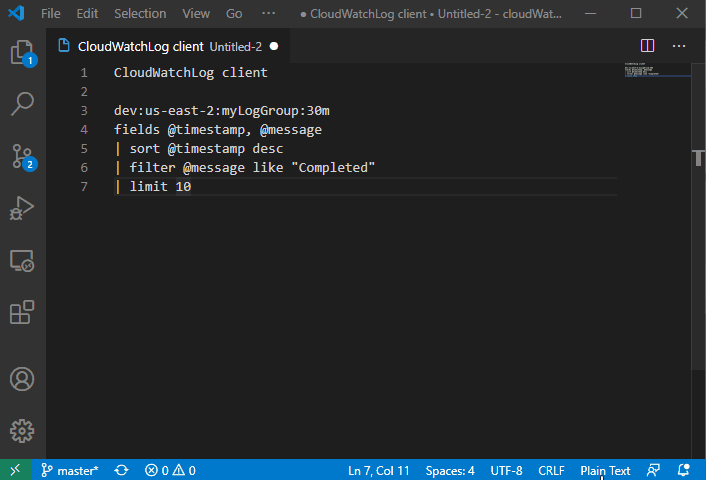 File Edit Selection View Go ··· ● CloudWatchLog client • Untitled-2 - cloudWat...
1
2
CloudWatchLog client Untitled-2 ●
1 CloudWatchLog client
2
3 dev:us-east-2:myLogGroup:30m
4 fields @timestamp, @message
5 | sort @timestamp desc
6 | filter @message like "Completed"
7 | limit 10
master* 0 0 Ln 7, Col 11 Spaces: 4 UTF-8 CRLF Plain Text